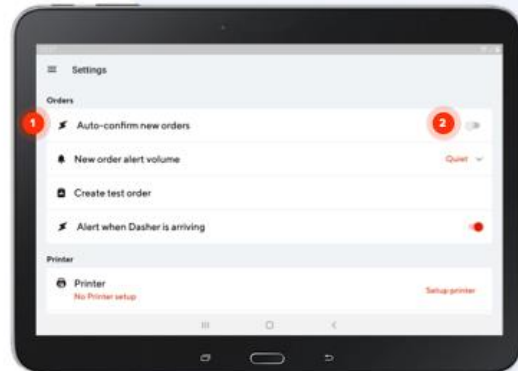 Settings
Orders
1 Auto-confirm new orders 2
New order alert volume Quiet
Create test order
Alert when Dasher is arriving
Printer
Printer
No Printer setup Setup printer